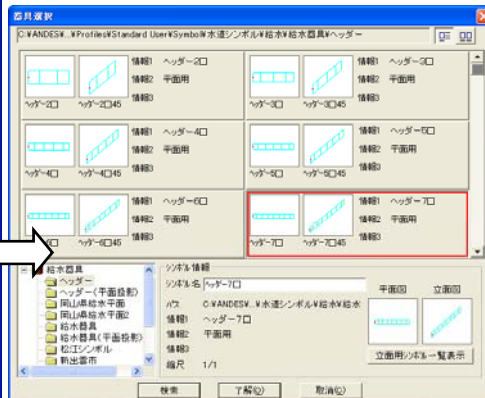 器具選択
C:¥ANDES¥...¥Profiles¥Standard User¥Symbol¥水道シンボル¥給水¥給水器具¥ヘッダー
情報1 ヘッダー2口
情報2 平面用
情報3
ヘッダー2口 ヘッダー2口45
情報1 ヘッダー3口
情報2 平面用
情報3
ヘッダー3口 ヘッダー3口45
情報1 ヘッダー4口
情報2 平面用
情報3
ヘッダー4口 ヘッダー4口45
情報1 ヘッダー5口
情報2 平面用
情報3
ヘッダー5口 ヘッダー5口45
情報1 ヘッダー6口
情報2 平面用
情報3
ヘッダー6口45
情報1 ヘッダー7口
情報2 平面用
情報3
ヘッダー7口 ヘッダー7口45
給水器具
ヘッダー
ヘッダー(平面投影)
岡山県給水平面
岡山県給水平面2
給水器具
給水器具(平面投影)
松江シンボル
新出雲市
シンボル情報
シンボル名 ヘッダー7口
パス C:¥ANDES¥...¥水道シンボル¥給水¥給水
情報1 ヘッダー7口
情報2 平面用
情報3
縮尺 1/1
平面図 立面図
立面用シンボル一覧表示
検索 了解(O) 取消(C)